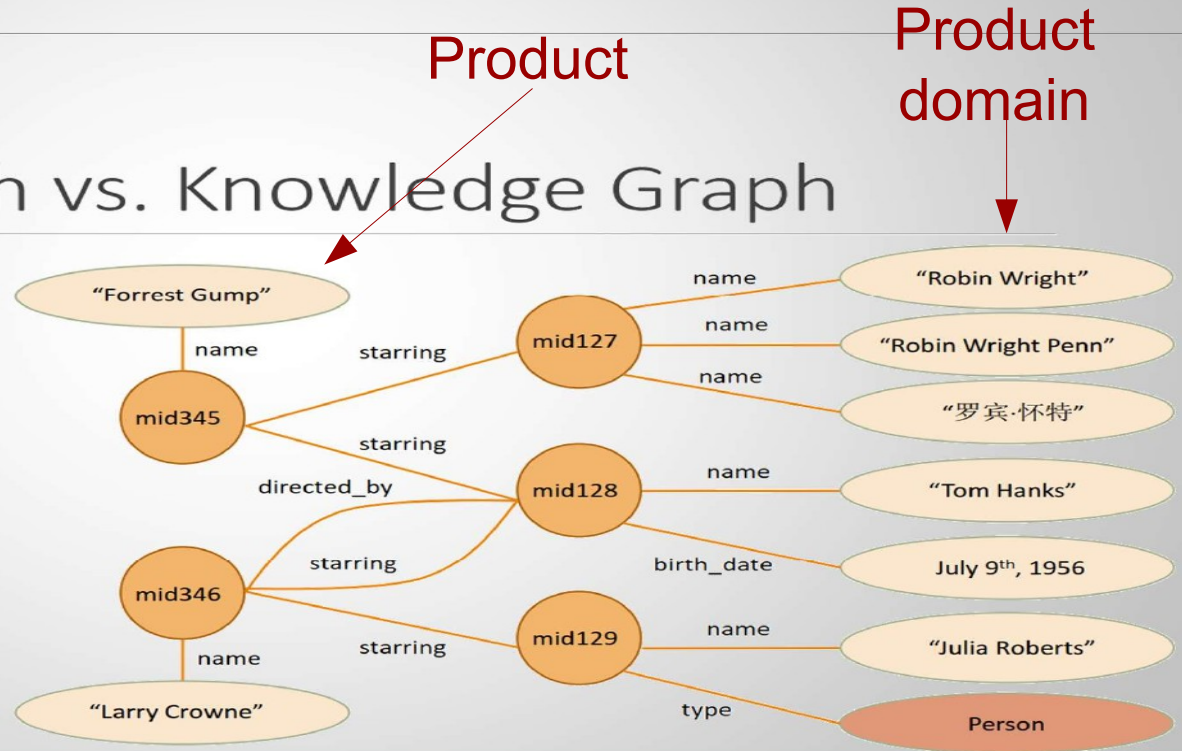 Product
Product
domain
n vs. Knowledge Graph
“Forrest Gump”
name
mid345
starring
starring
directed_by
starring
mid346
starring
name
“Larry Crowne”
mid127
name
name
name
mid128
name
birth_date
mid129
name
type
“Robin Wright”
“Robin Wright Penn”
“罗宾·怀特”
“Tom Hanks”
July 9th, 1956
“Julia Roberts”
Person